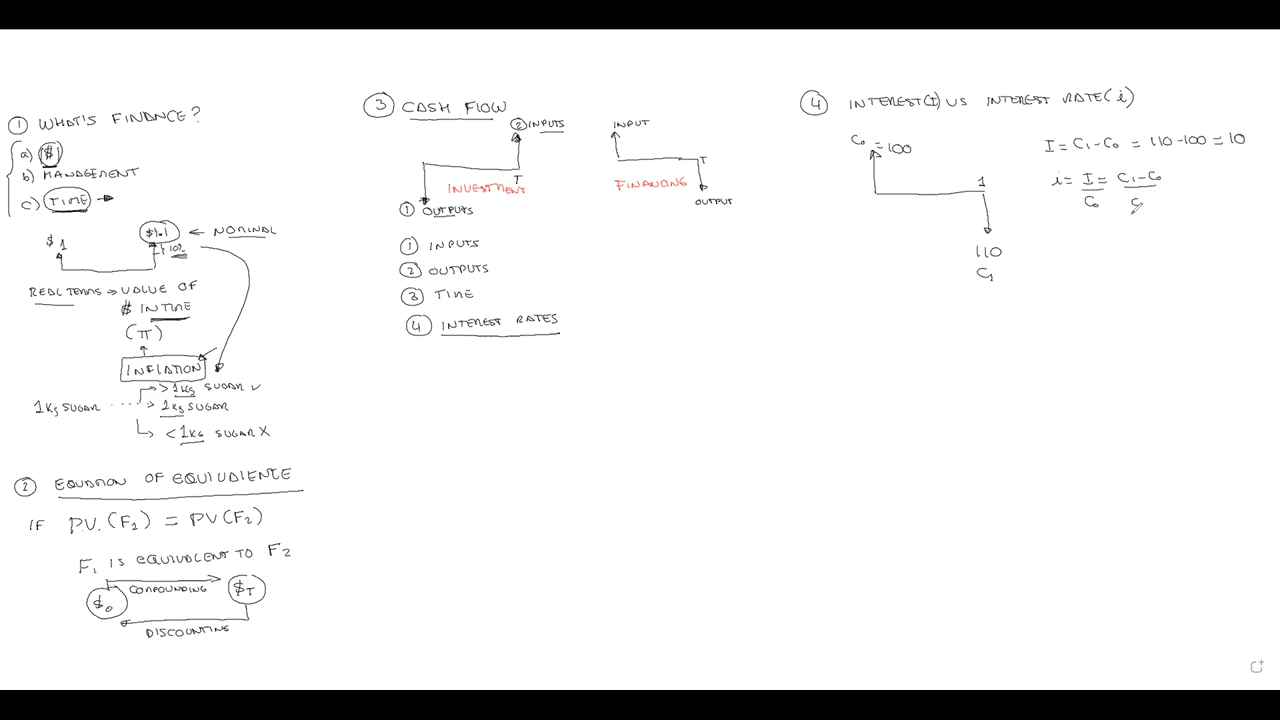 ① WHAT'S FINANCE?
a) $
b) MANAGEMENT
c) TIME →
$1
$1.1 ← NOMINAL
10%
REAL TERMS → VALUE OF
$ IN TIME
(π)
INFLATION
> 1KG SUGAR ✓
1KG SUGAR ..... > 1KG SUGAR
< 1KG SUGAR X
② EQUATION OF EQUIVALENCE
IF P.V.(F1) = PV(F2)
F1 IS EQUIVALENT TO F2
COMPOUNDING
$0
$T
DISCOUNTING
③ CASH FLOW
② INPUTS
T
INVESTMENT
① OUTPUTS
INPUT
T
FINANCING
OUTPUT
① INPUTS
② OUTPUTS
③ TIME
④ INTEREST RATES
④ INTEREST(I) VS INTEREST RATE(i)
C0 = 100
1
110
C1
I = C1 - C0 = 110 - 100 = 10
i = I/C0 = C1 - C0/C